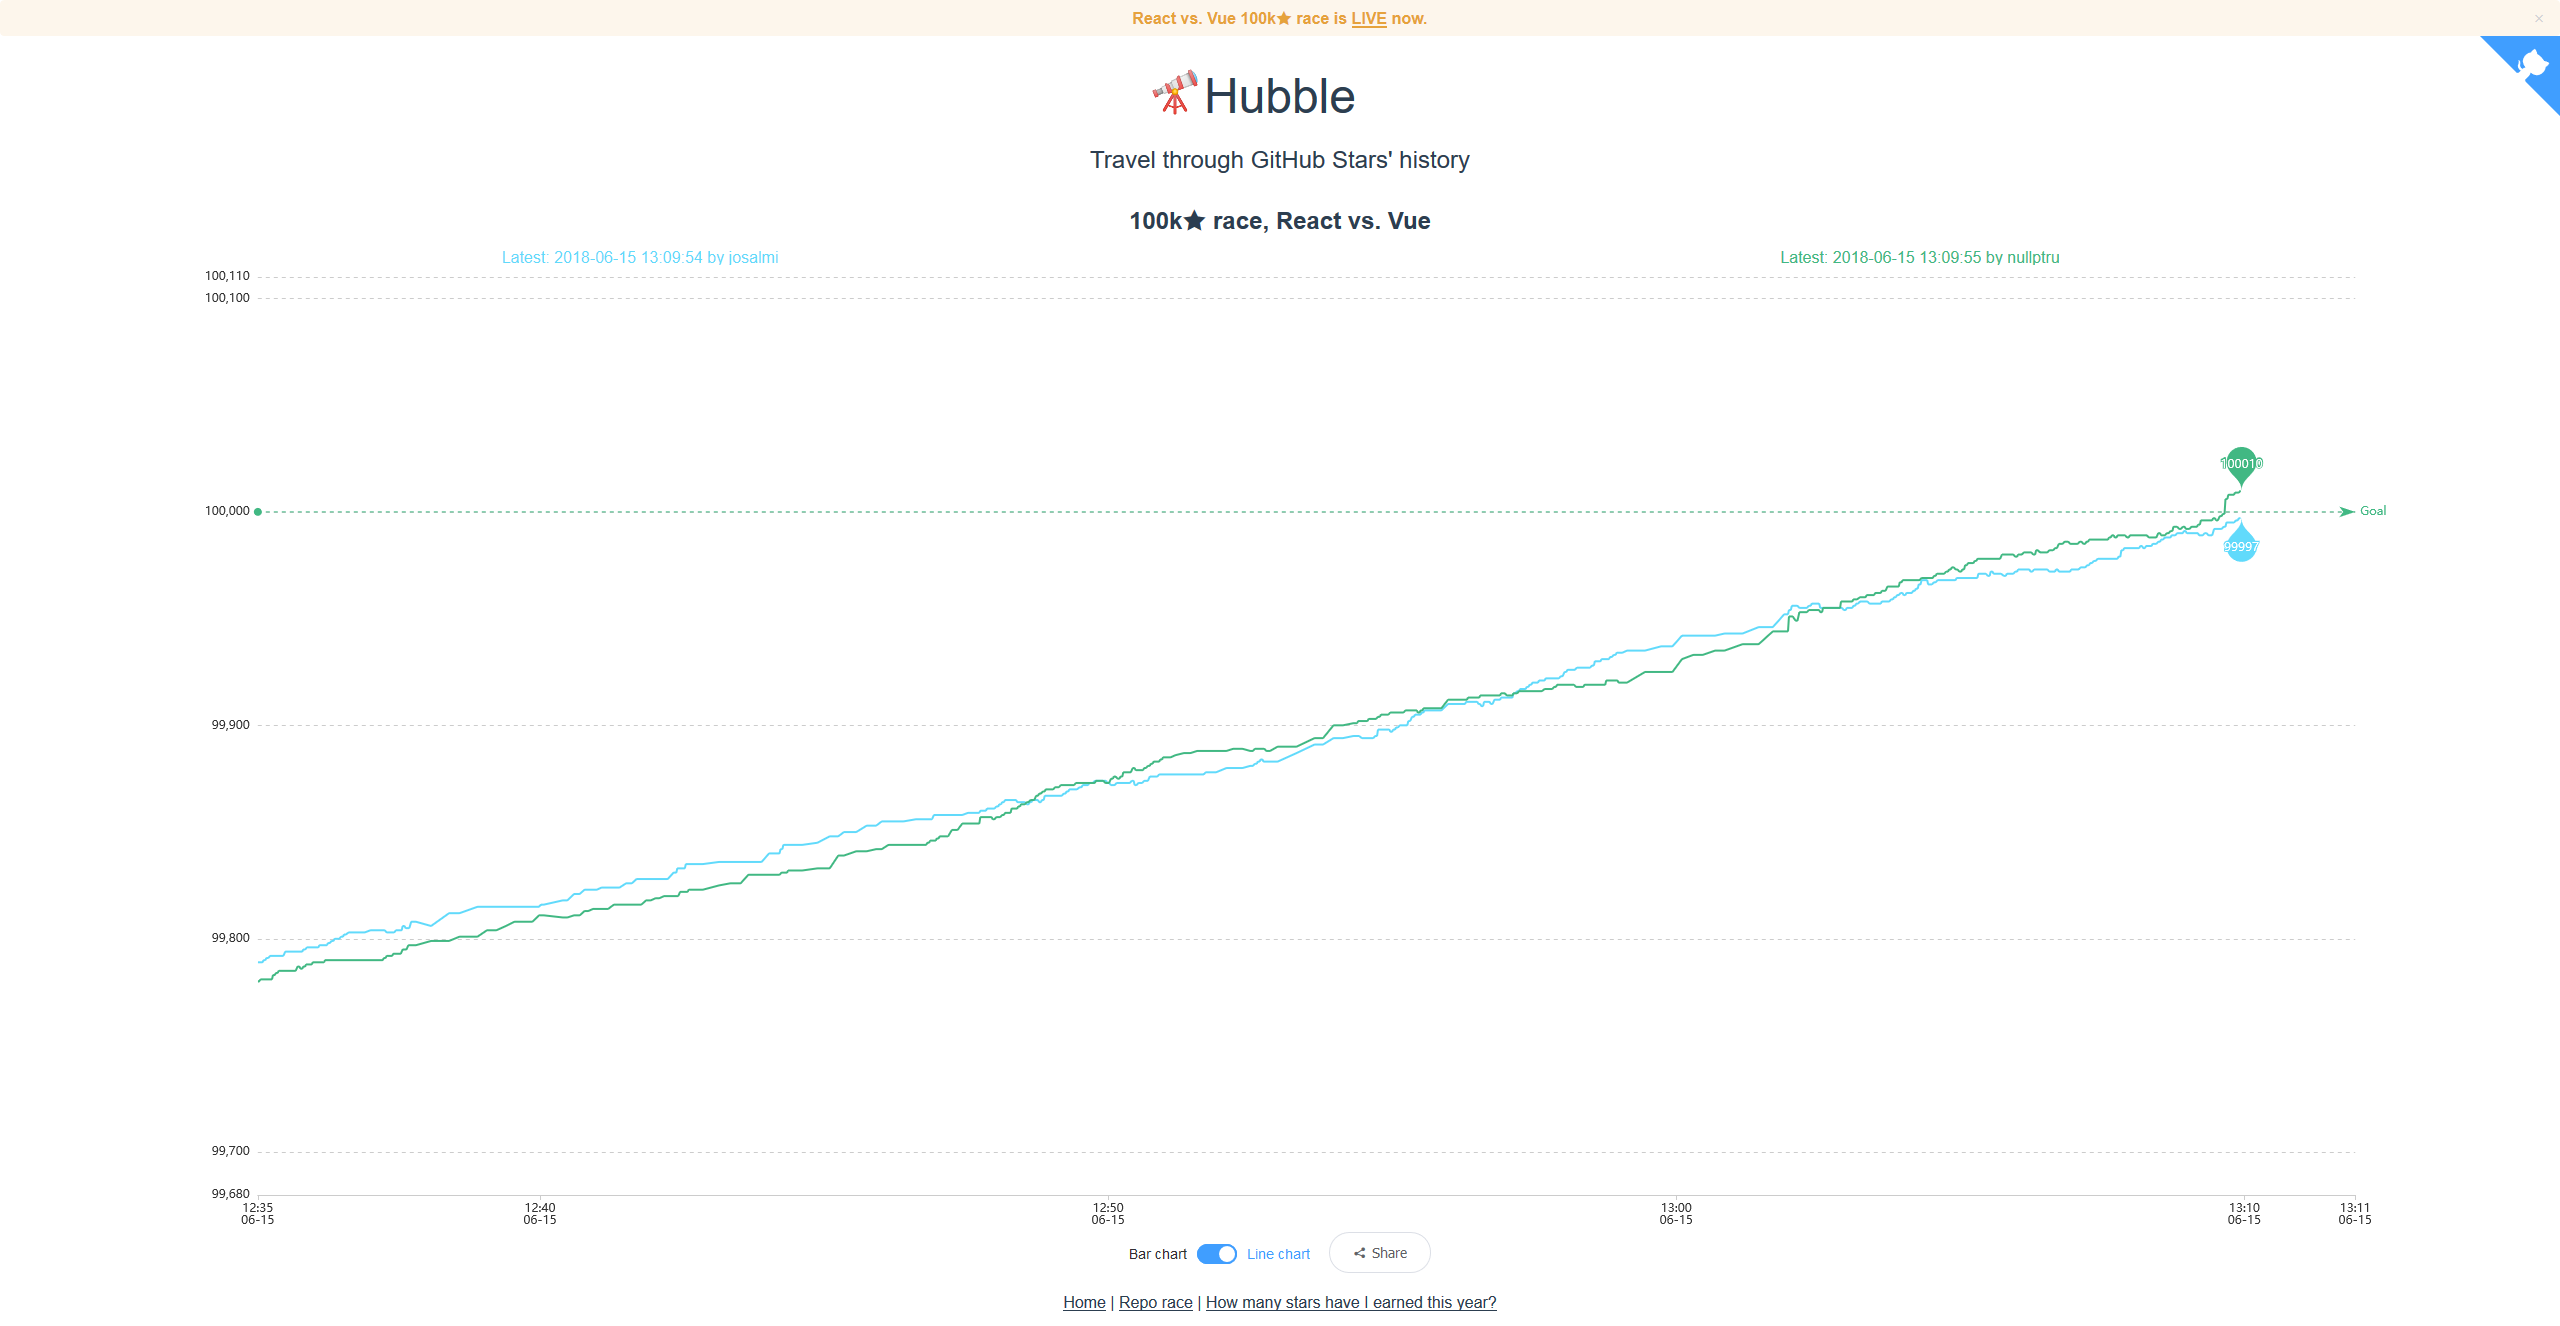 React vs. Vue 100k★ race is LIVE now.
×
Hubble
Travel through GitHub Stars' history
100k★ race, React vs. Vue
Latest: 2018-06-15 13:09:54 by josalmi
Latest: 2018-06-15 13:09:55 by nullptru
100,110
100,100
100010
100,000
Goal
99997
99,900
99,800
99,700
99,680
12:35 12:40 12:50 13:00 13:10 13:11
06-15 06-15 06-15 06-15 06-15 06-15
Bar chart Line chart Share
Home | Repo race | How many stars have I earned this year?